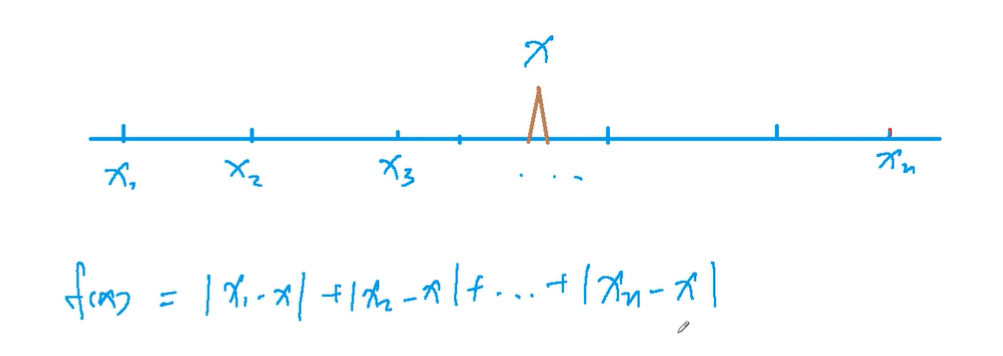 x
x₁ x₂ x₃ ... xₙ
f(x) = |x₁-x| + |x₂-x| + ... + |xₙ-x|